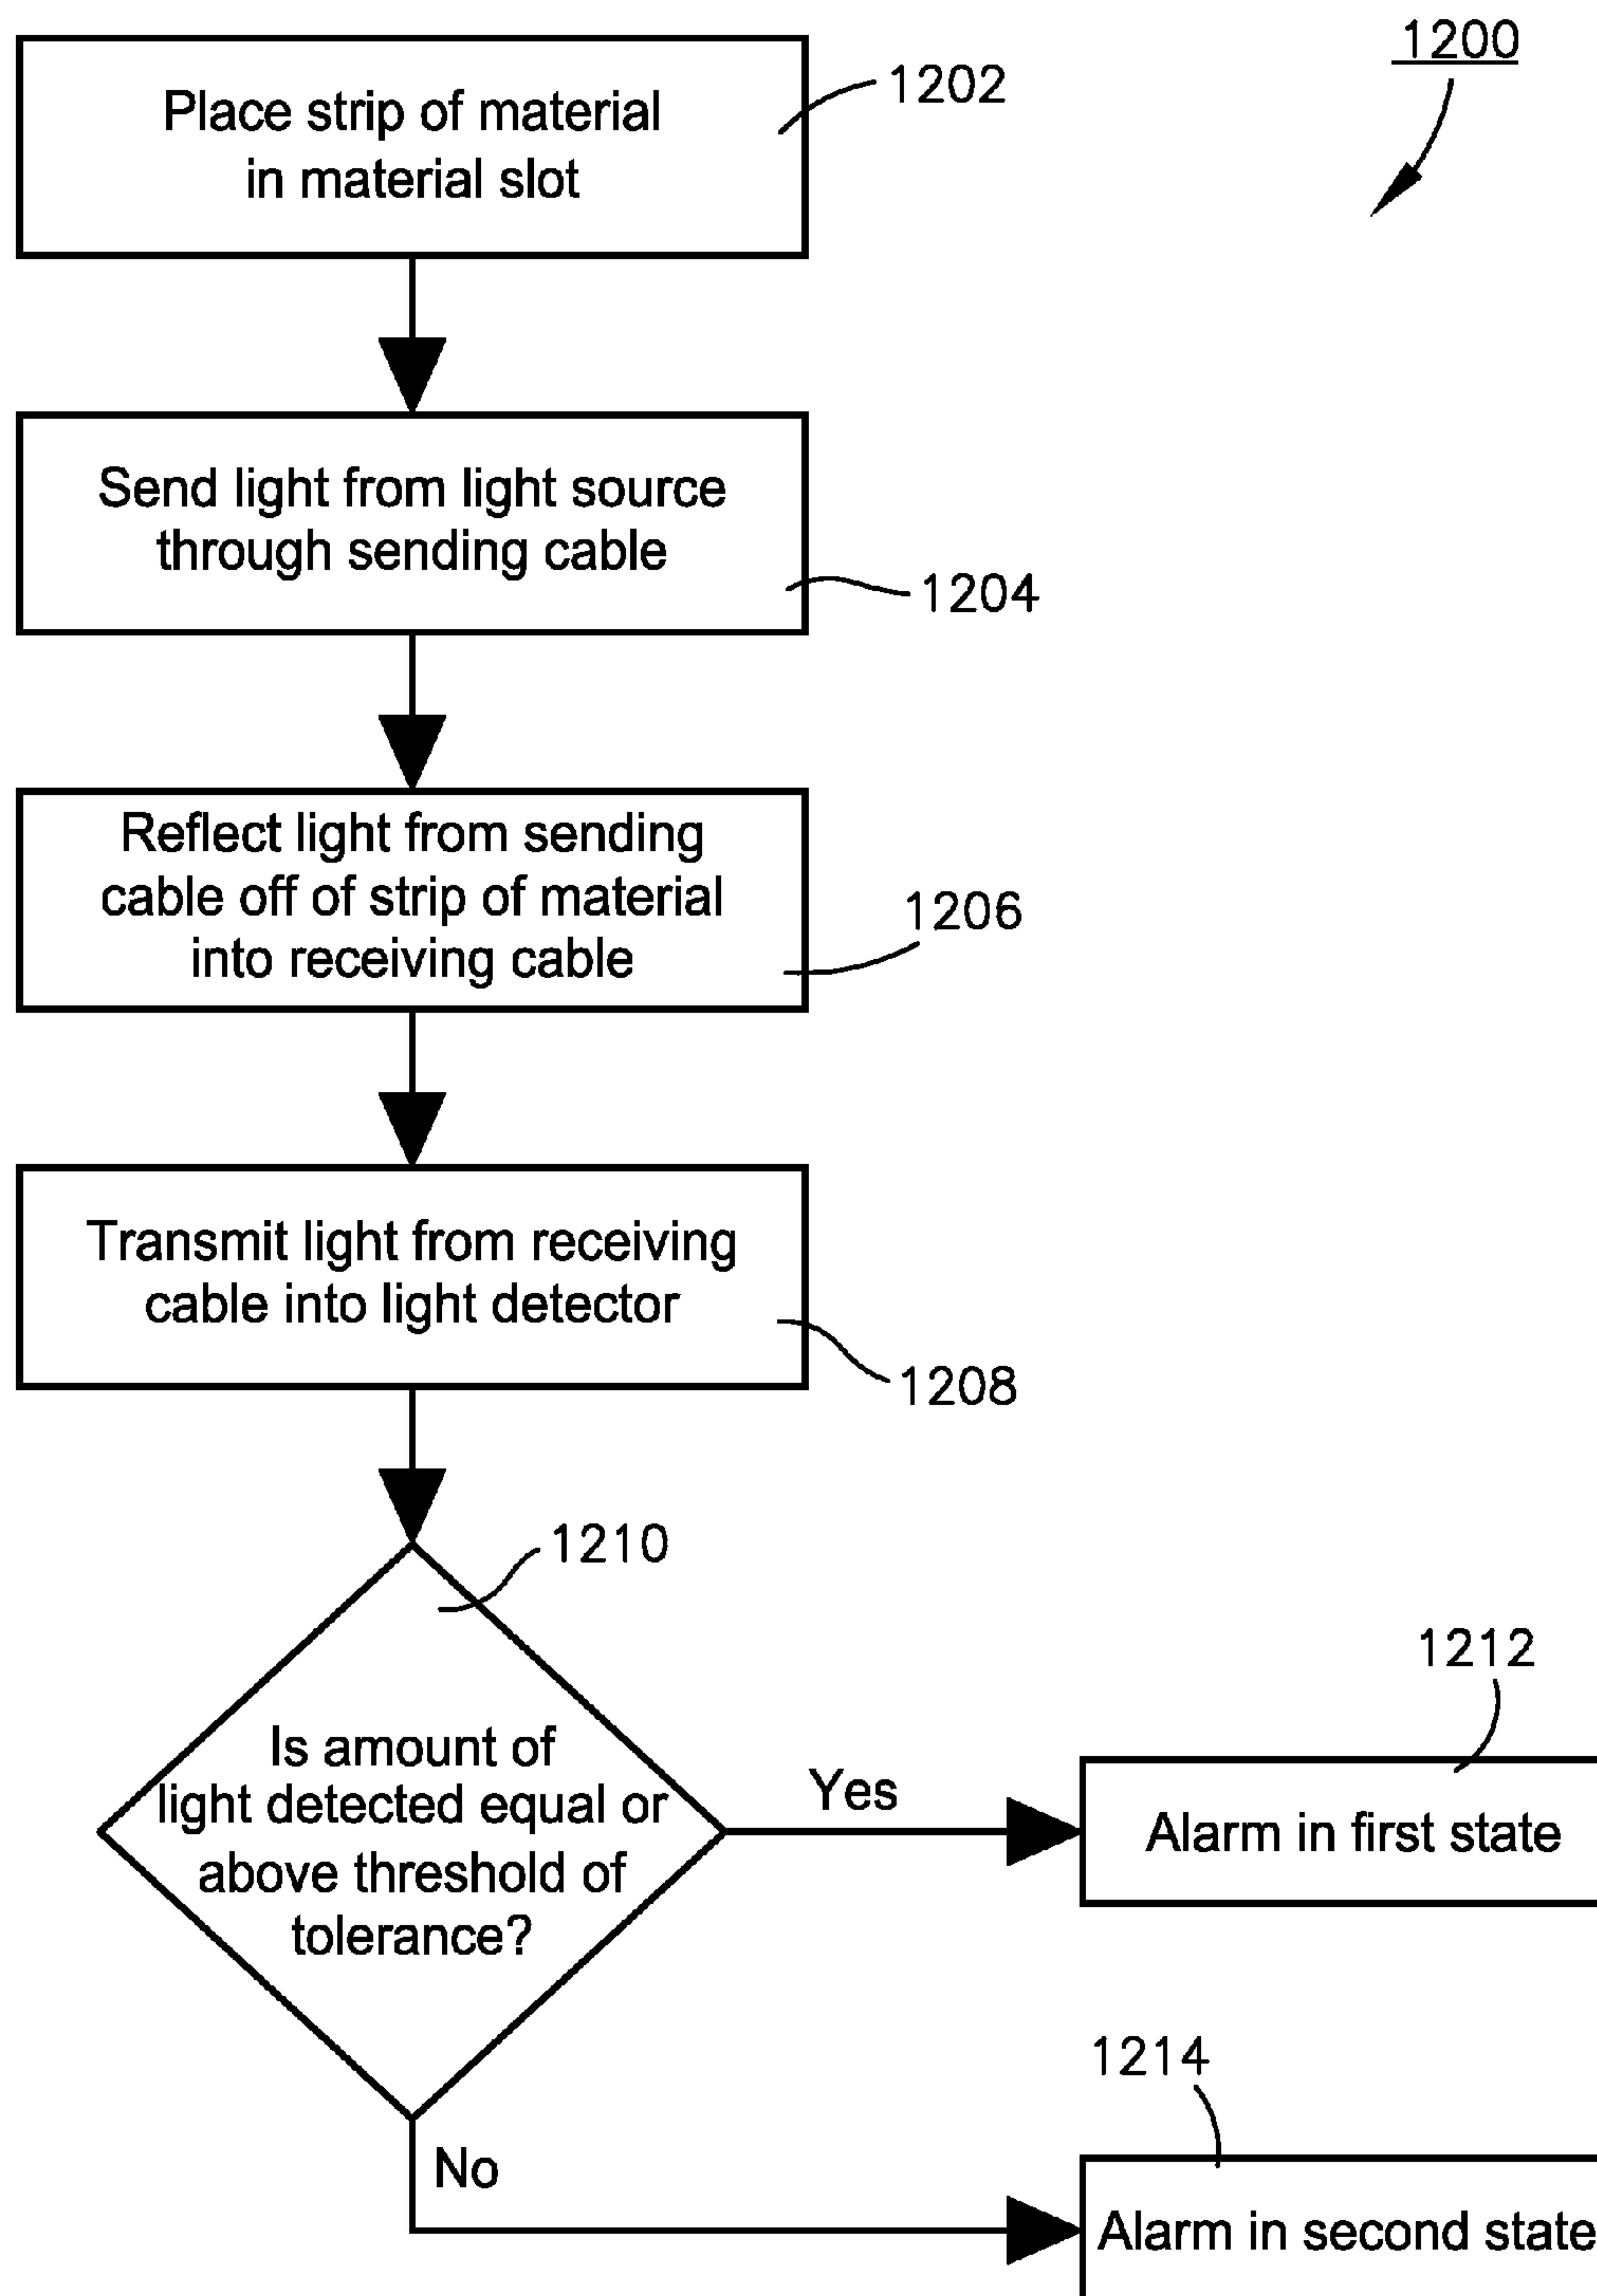 1200
Place strip of material
in material slot
1202
Send light from light source
through sending cable
1204
Reflect light from sending
cable off of strip of material
into receiving cable
1206
Transmit light from receiving
cable into light detector
1208
1210
Is amount of
light detected equal or
above threshold of
tolerance?
Yes
1212
Alarm in first state
No
1214
Alarm in second state